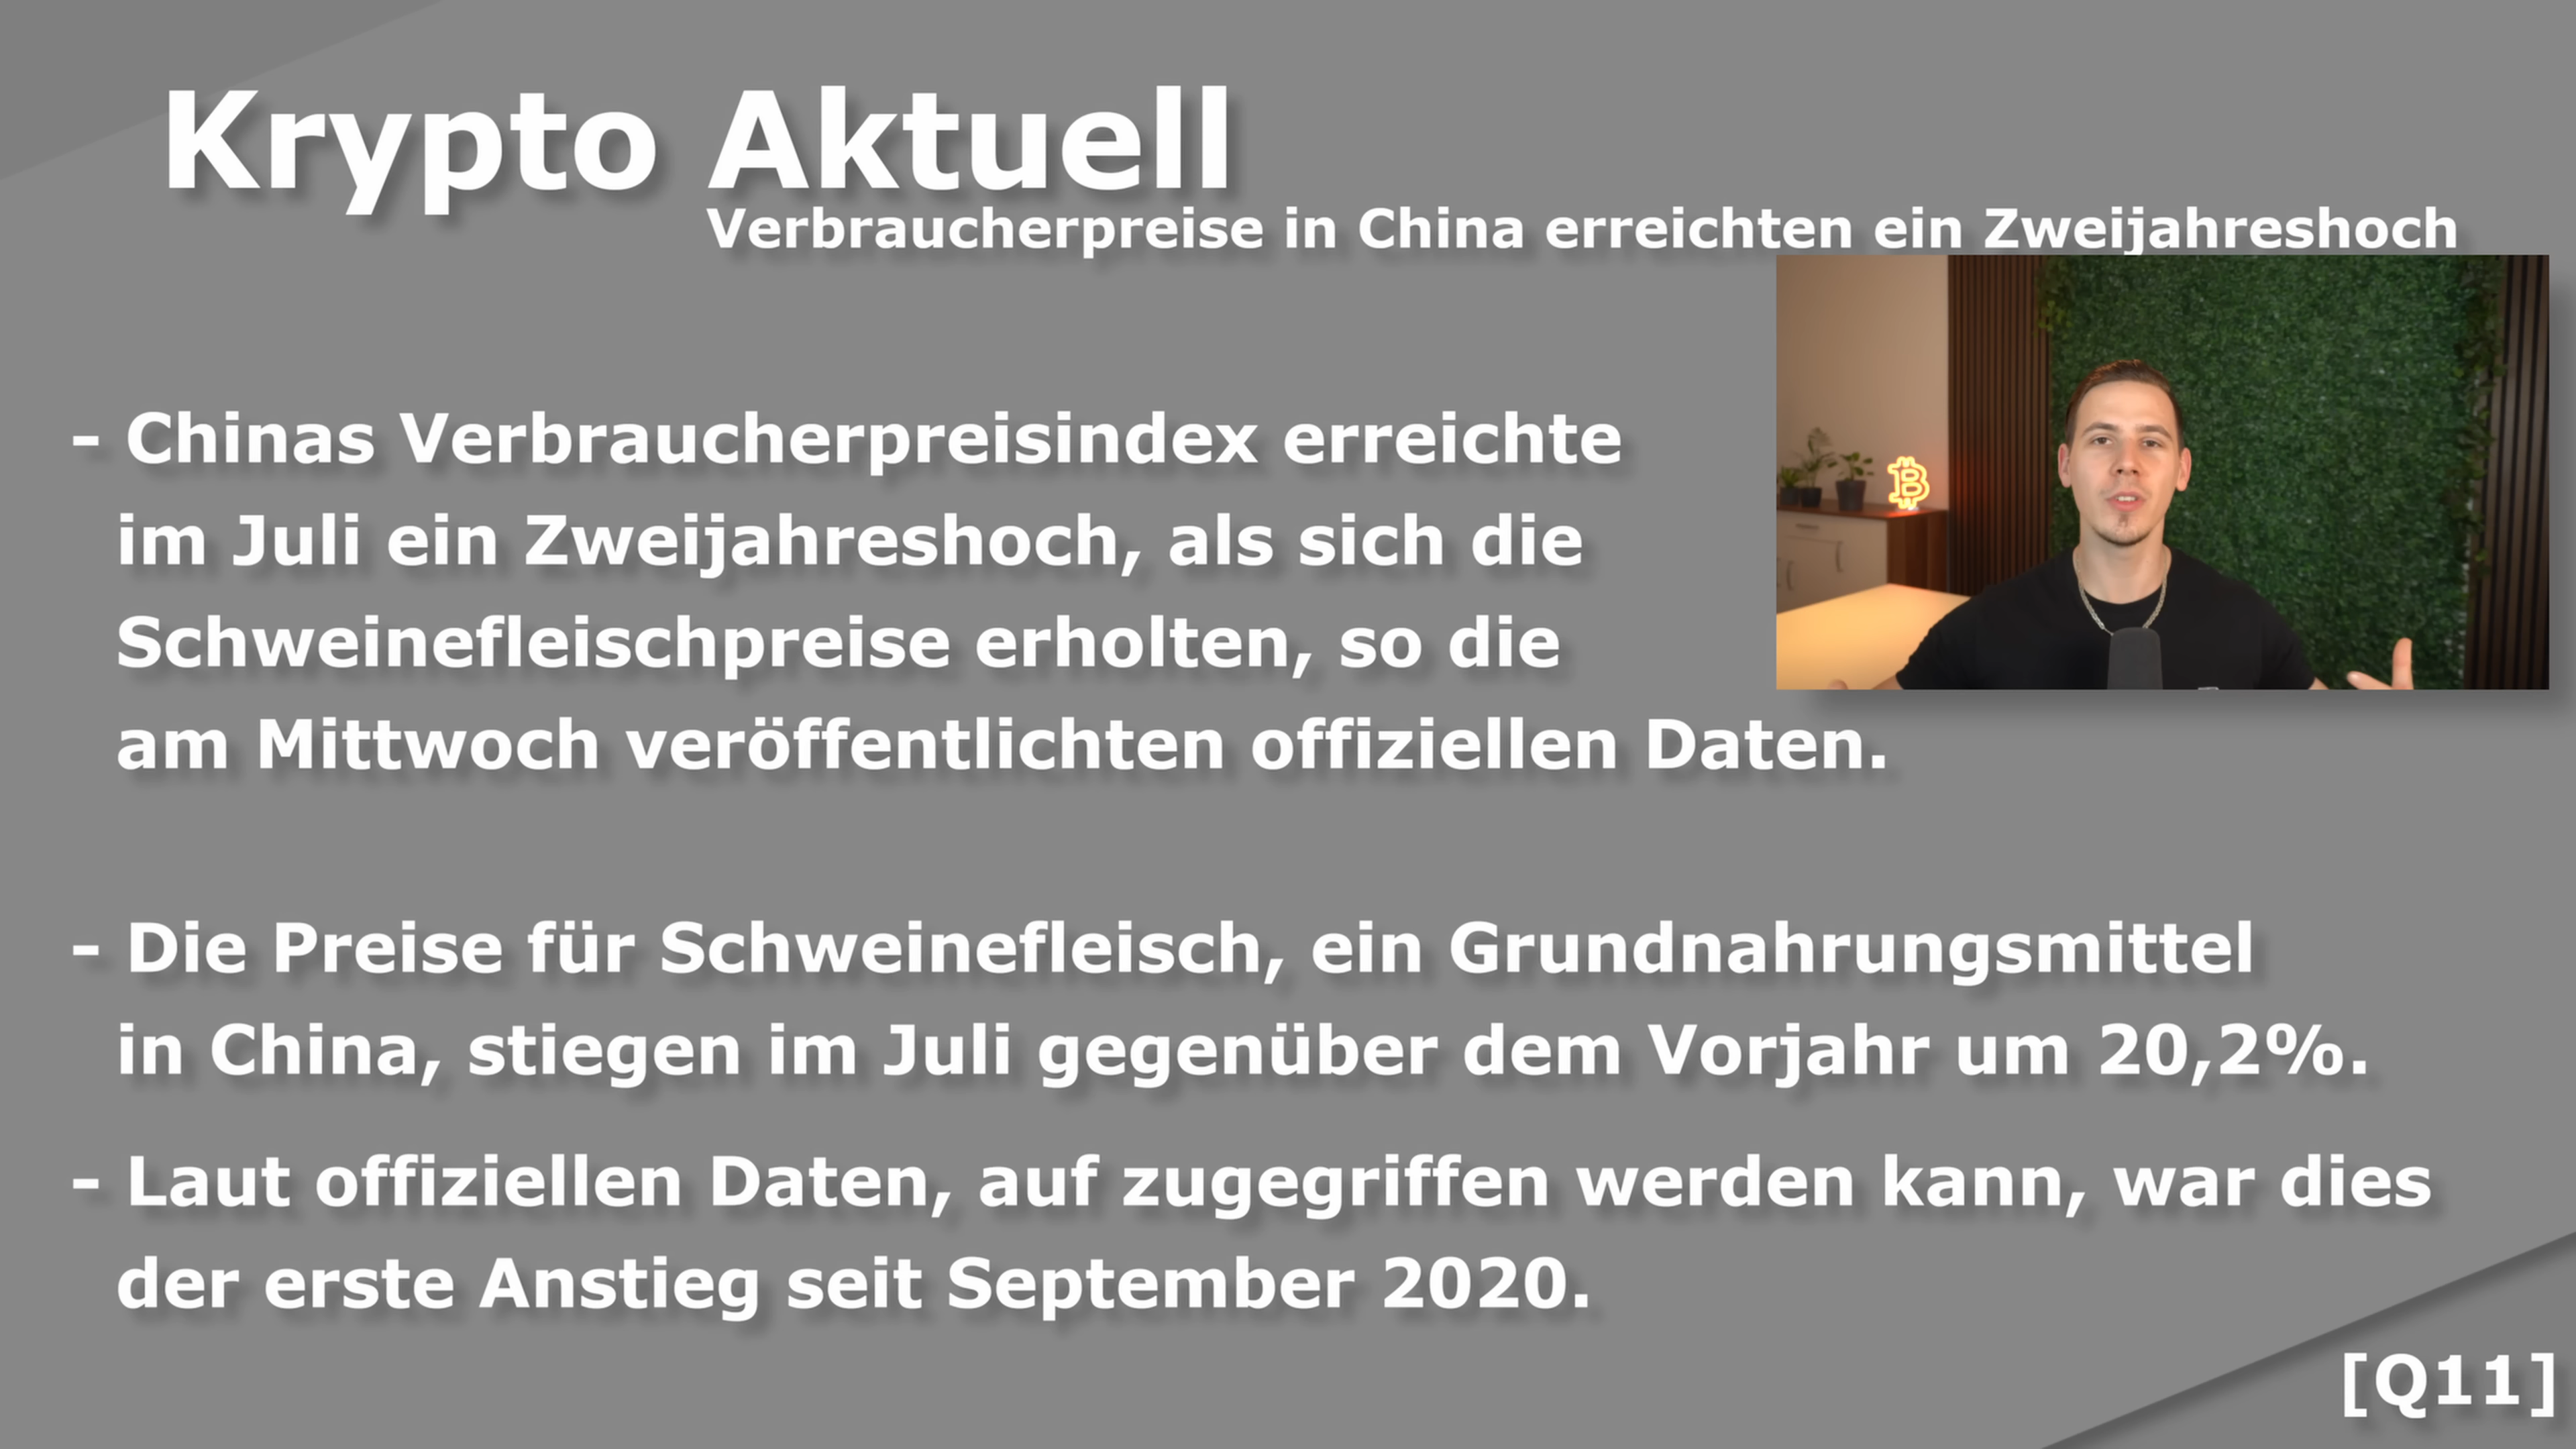 Krypto Aktuell
Verbraucherpreise in China erreichten ein Zweijahreshoch
- Chinas Verbraucherpreisindex erreichte
im Juli ein Zweijahreshoch, als sich die
Schweinefleischpreise erholten, so die
am Mittwoch veröffentlichten offiziellen Daten.
- Die Preise für Schweinefleisch, ein Grundnahrungsmittel
in China, stiegen im Juli gegenüber dem Vorjahr um 20,2%.
- Laut offiziellen Daten, auf zugegriffen werden kann, war dies
der erste Anstieg seit September 2020.
[Q11]